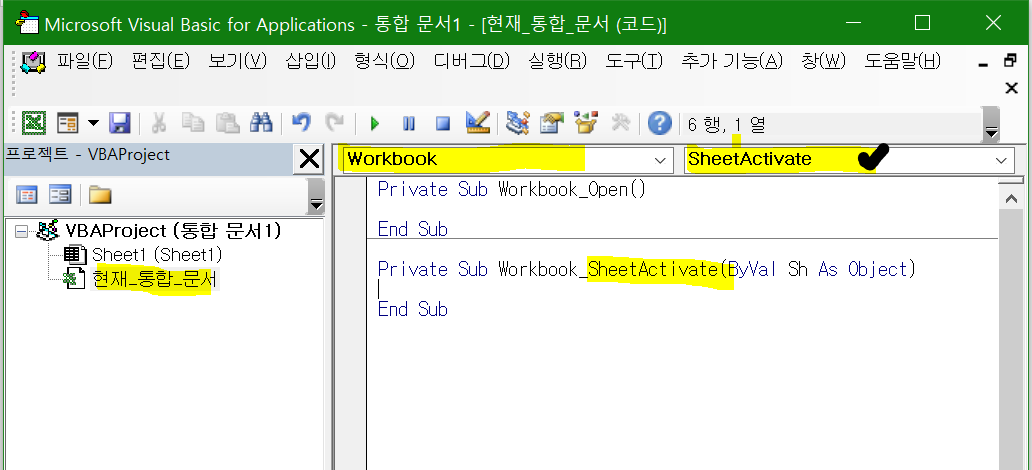 Microsoft Visual Basic for Applications - 통합 문서1 - [현재_통합_문서 (코드)]
파일(F) 편집(E) 보기(V) 삽입(I) 형식(O) 디버그(D) 실행(R) 도구(T) 추가 기능(A) 창(W) 도움말(H)
6 행, 1 열
프로젝트 - VBAProject
Workbook
SheetActivate
VBAProject (통합 문서1)
Sheet1 (Sheet1)
현재_통합_문서
Private Sub Workbook_Open()
End Sub
Private Sub Workbook_SheetActivate(ByVal Sh As Object)
End Sub